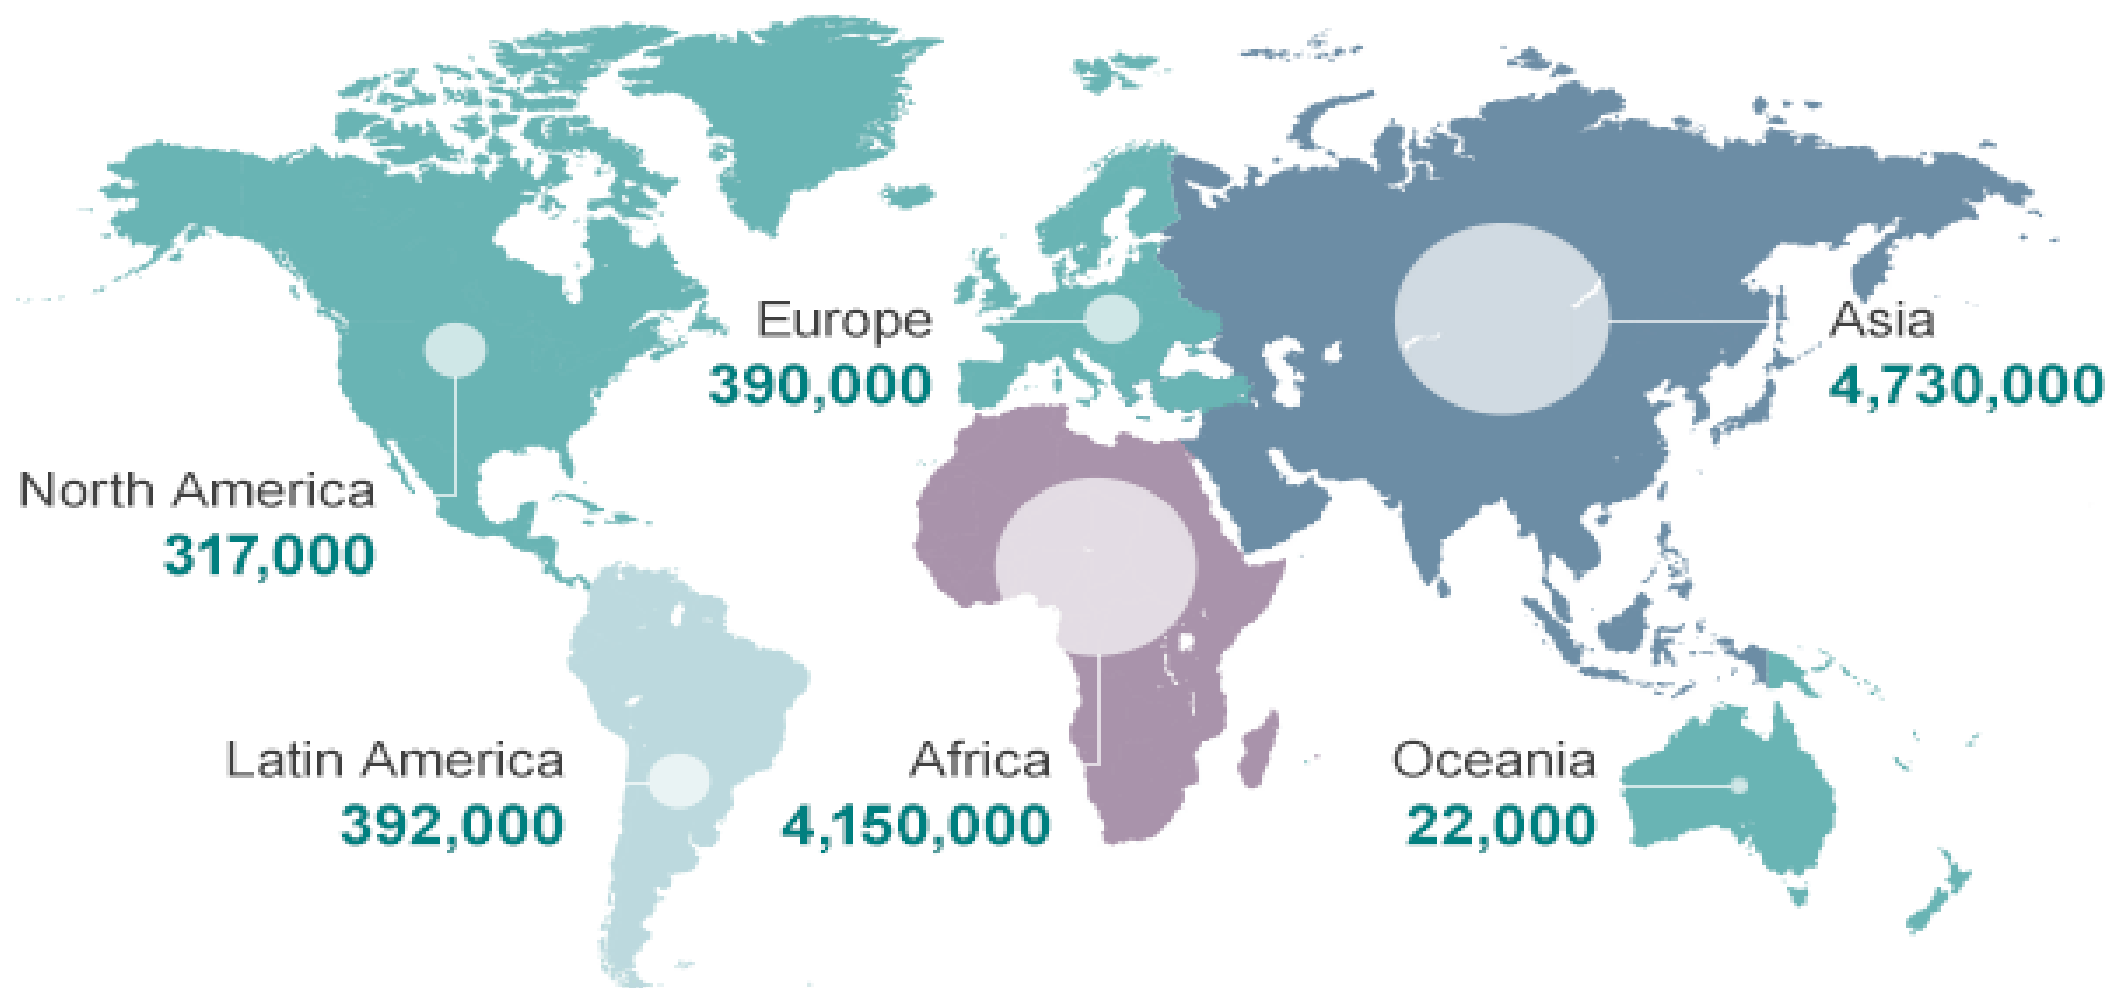 Europe
390,000
Asia
4,730,000
North America
317,000
Latin America
392,000
Africa
4,150,000
Oceania
22,000